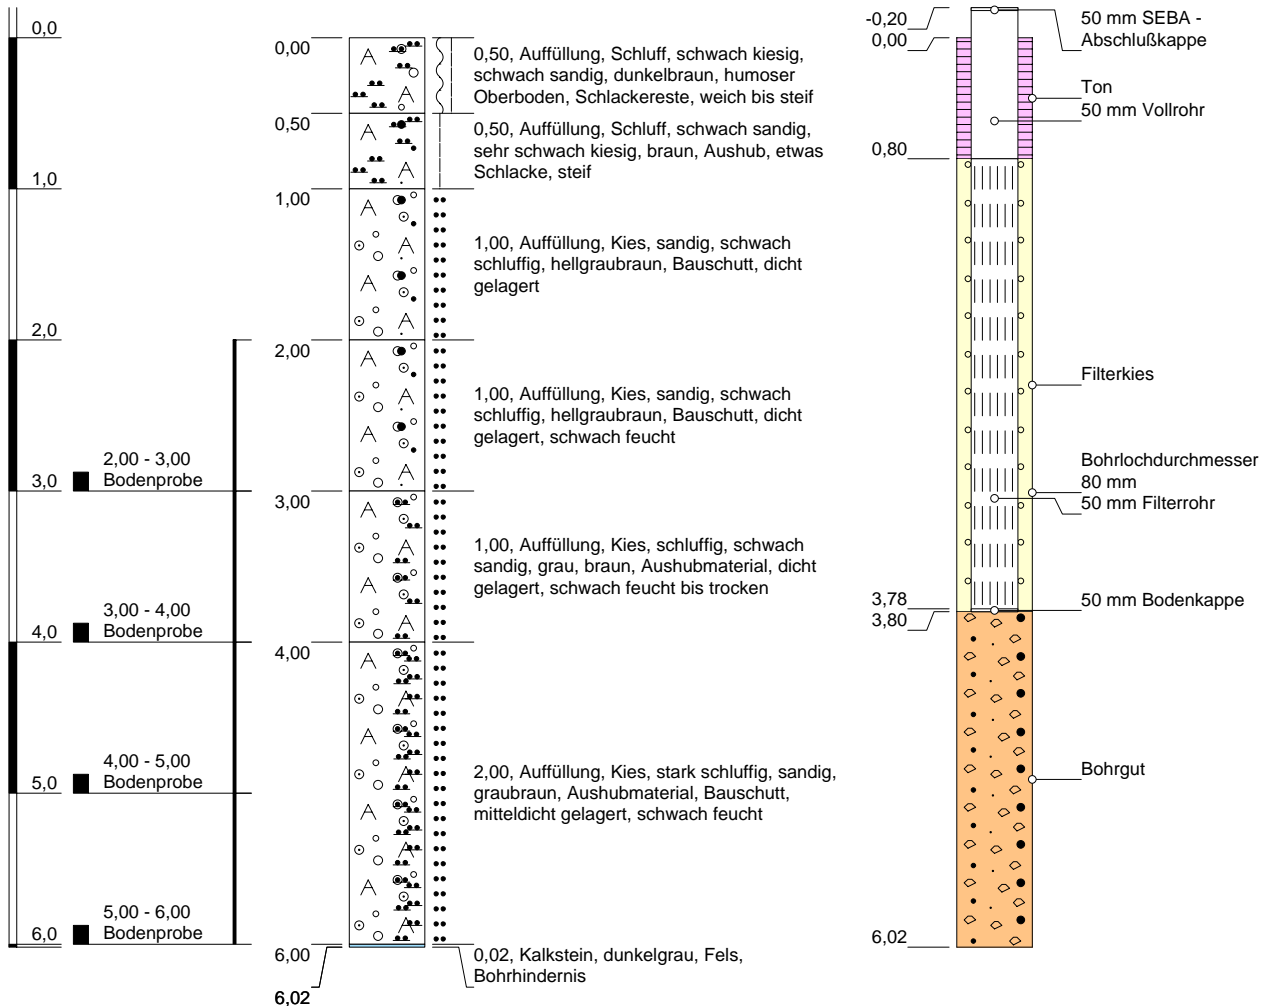 0,0
1,0
2,0
3,0
4,0
5,0
6,0
2,00 - 3,00
Bodenprobe
3,00 - 4,00
Bodenprobe
4,00 - 5,00
Bodenprobe
5,00 - 6,00
Bodenprobe
0,00
0,50
1,00
2,00
3,00
4,00
6,00
6,02
0,50, Auffüllung, Schluff, schwach kiesig,
schwach sandig, dunkelbraun, humoser
Oberboden, Schlackereste, weich bis steif
0,50, Auffüllung, Schluff, schwach sandig,
sehr schwach kiesig, braun, Aushub, etwas
Schlacke, steif
1,00, Auffüllung, Kies, sandig, schwach
schluffig, hellgraubraun, Bauschutt, dicht
gelagert
1,00, Auffüllung, Kies, sandig, schwach
schluffig, hellgraubraun, Bauschutt, dicht
gelagert, schwach feucht
1,00, Auffüllung, Kies, schluffig, schwach
sandig, grau, braun, Aushubmaterial, dicht
gelagert, schwach feucht bis trocken
2,00, Auffüllung, Kies, stark schluffig, sandig,
graubraun, Aushubmaterial, Bauschutt,
mitteldicht gelagert, schwach feucht
0,02, Kalkstein, dunkelgrau, Fels,
Bohrhindernis
-0,20
0,00
0,80
3,78
3,80
6,02
50 mm SEBA -
Abschlußkappe
Ton
50 mm Vollrohr
Filterkies
Bohrlochdurchmesser
80 mm
50 mm Filterrohr
50 mm Bodenkappe
Bohrgut